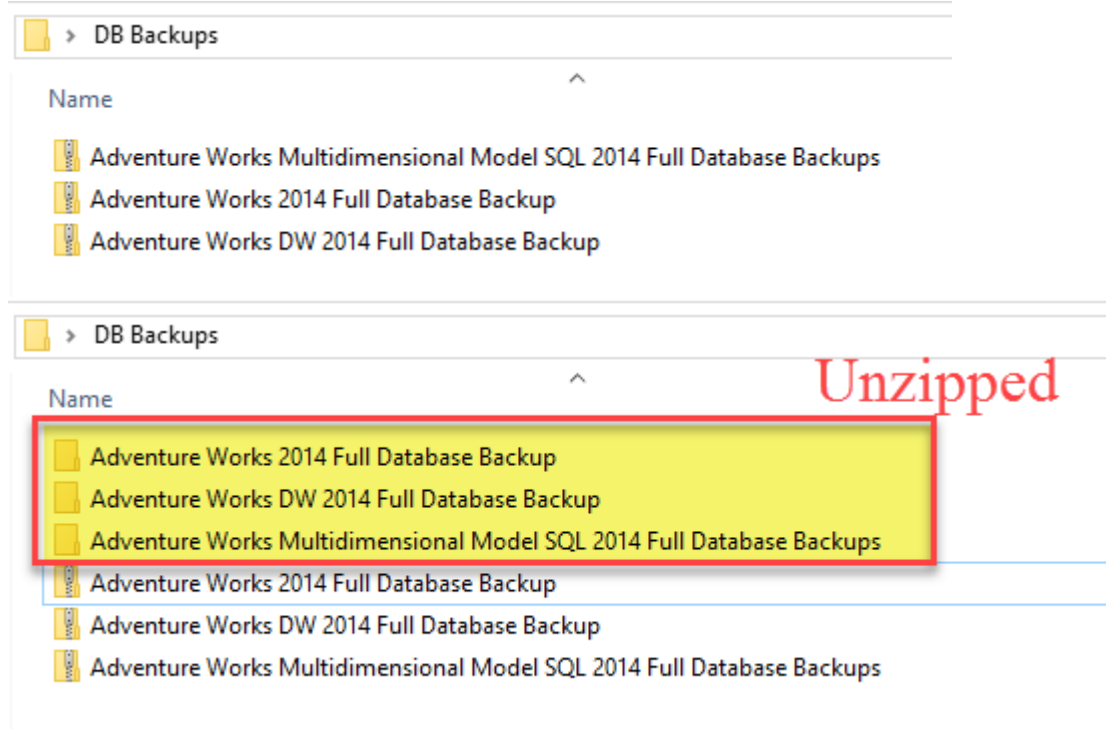 > DB Backups
Name
Adventure Works Multidimensional Model SQL 2014 Full Database Backups
Adventure Works 2014 Full Database Backup
Adventure Works DW 2014 Full Database Backup
> DB Backups
Unzipped
Name
Adventure Works 2014 Full Database Backup
Adventure Works DW 2014 Full Database Backup
Adventure Works Multidimensional Model SQL 2014 Full Database Backups
Adventure Works 2014 Full Database Backup
Adventure Works DW 2014 Full Database Backup
Adventure Works Multidimensional Model SQL 2014 Full Database Backups